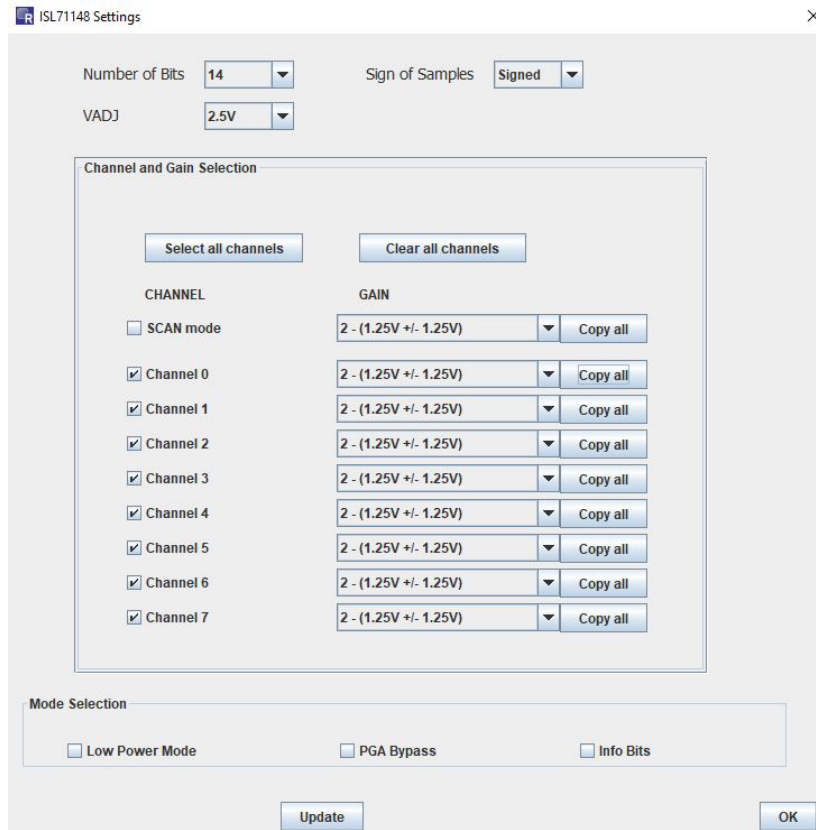 R ISL71148 Settings
Number of Bits 14 Sign of Samples Signed
VADJ 2.5V
Channel and Gain Selection
Select all channels Clear all channels
CHANNEL GAIN
SCAN mode 2 - (1.25V +/- 1.25V) Copy all
Channel 0 2 - (1.25V +/- 1.25V) Copy all
Channel 1 2 - (1.25V +/- 1.25V) Copy all
Channel 2 2 - (1.25V +/- 1.25V) Copy all
Channel 3 2 - (1.25V +/- 1.25V) Copy all
Channel 4 2 - (1.25V +/- 1.25V) Copy all
Channel 5 2 - (1.25V +/- 1.25V) Copy all
Channel 6 2 - (1.25V +/- 1.25V) Copy all
Channel 7 2 - (1.25V +/- 1.25V) Copy all
Mode Selection
Low Power Mode PGA Bypass Info Bits
Update OK